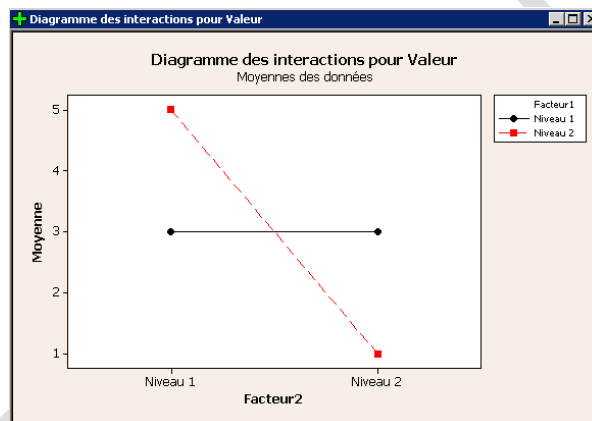 Diagramme des interactions pour Valeur
Diagramme des interactions pour Valeur
Moyennes des données
Facteur1
Niveau 1
Niveau 2
Moyenne
5
4
3
2
1
Niveau 1
Niveau 2
Facteur2